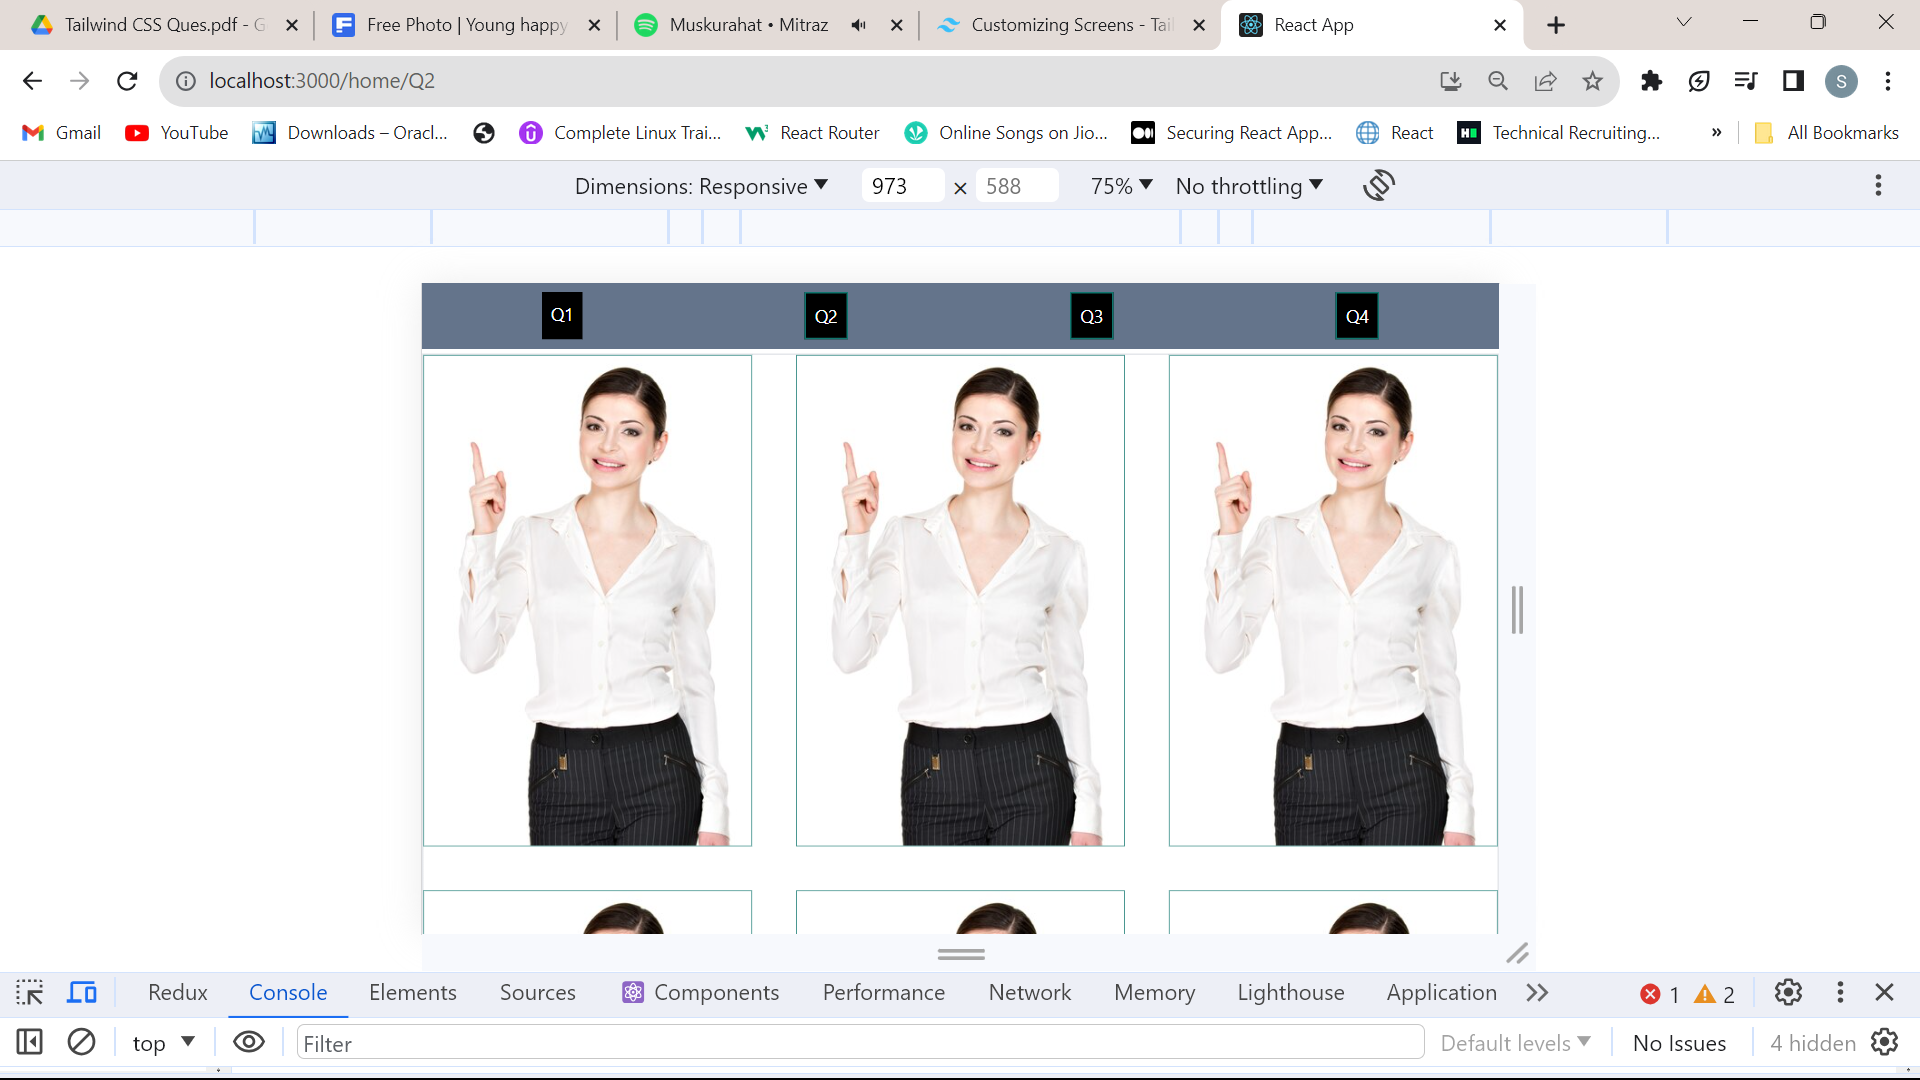 Tailwind CSS Ques.pdf - G
Free Photo | Young happy
Muskurahat • Mitraz
Customizing Screens - Tail
React App
localhost:3000/home/Q2
S
Gmail
YouTube
Downloads – Oracl...
Complete Linux Trai...
React Router
Online Songs on Jio...
Securing React App...
React
Technical Recruiting...
»
All Bookmarks
Dimensions: Responsive
973 × 588
75%
No throttling
Q1
Q2
Q3
Q4
Redux
Console
Elements
Sources
Components
Performance
Network
Memory
Lighthouse
Application
1
2
top
Filter
Default levels
No Issues
4 hidden